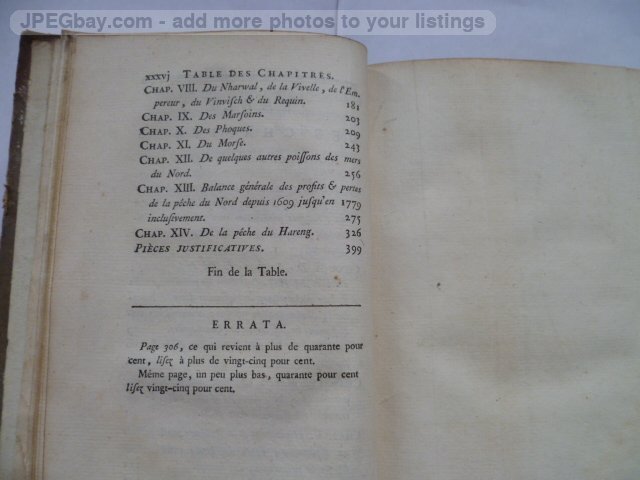 JPEGbay.com - add more photos to your listings
xxxvj TABLE DES CHAPITRES.
CHAP. VIII. Du Nharwal, de la Vivelle, de l'Em-
pereur, du Vinvisch & du Requin. 181
CHAP. IX. Des Marsoins. 203
CHAP. X. Des Phoques. 209
CHAP. XI. Du Morse. 243
CHAP. XII. De quelques autres poissons des mers
du Nord. 256
CHAP. XIII. Balance générale des profits & pertes
de la pêche du Nord depuis 1609 jusqu'en 1779
inclusivement. 275
CHAP. XIV. De la pêche du Hareng. 326
PIÈCES JUSTIFICATIVES. 399
Fin de la Table.
ERRATA.
Page 306, ce qui revient à plus de quarante pour
cent, lisez à plus de vingt-cinq pour cent.
Même page, un peu plus bas, quarante pour cent
lisez vingt-cinq pour cent.